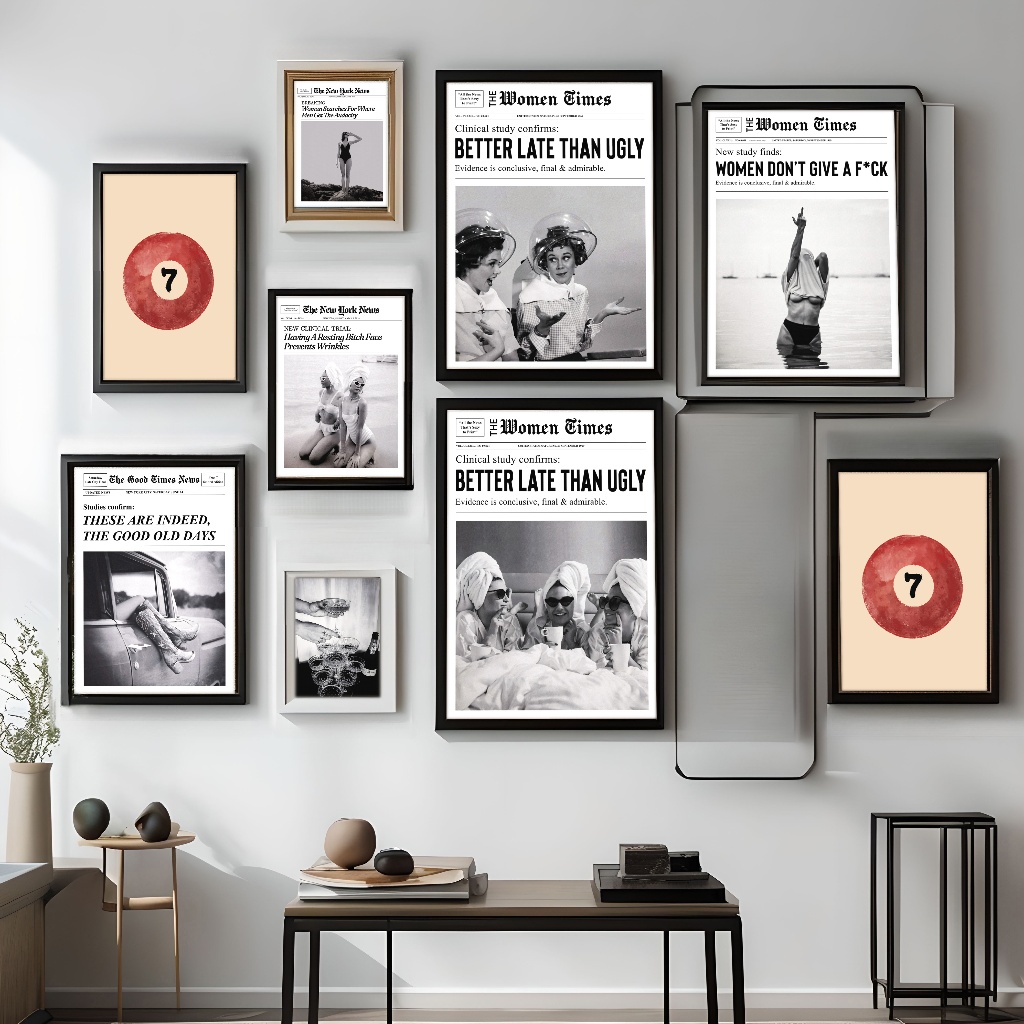 7
The New York News
BREAKING
Woman Searches For Where
Men Get The Audacity
The New York News
NEW CLINICAL TRIAL:
Having A Resting Bitch Face
Prevents Wrinkles
The Good Times News
Studies confirm:
THESE ARE INDEED,
THE GOOD OLD DAYS
THE Women Times
Clinical study confirms:
BETTER LATE THAN UGLY
Evidence is conclusive, final & admirable.
THE Women Times
Clinical study confirms:
BETTER LATE THAN UGLY
Evidence is conclusive, final & admirable.
THE Women Times
New study finds:
WOMEN DON'T GIVE A F*CK
Evidence is conclusive, final & admirable.
7